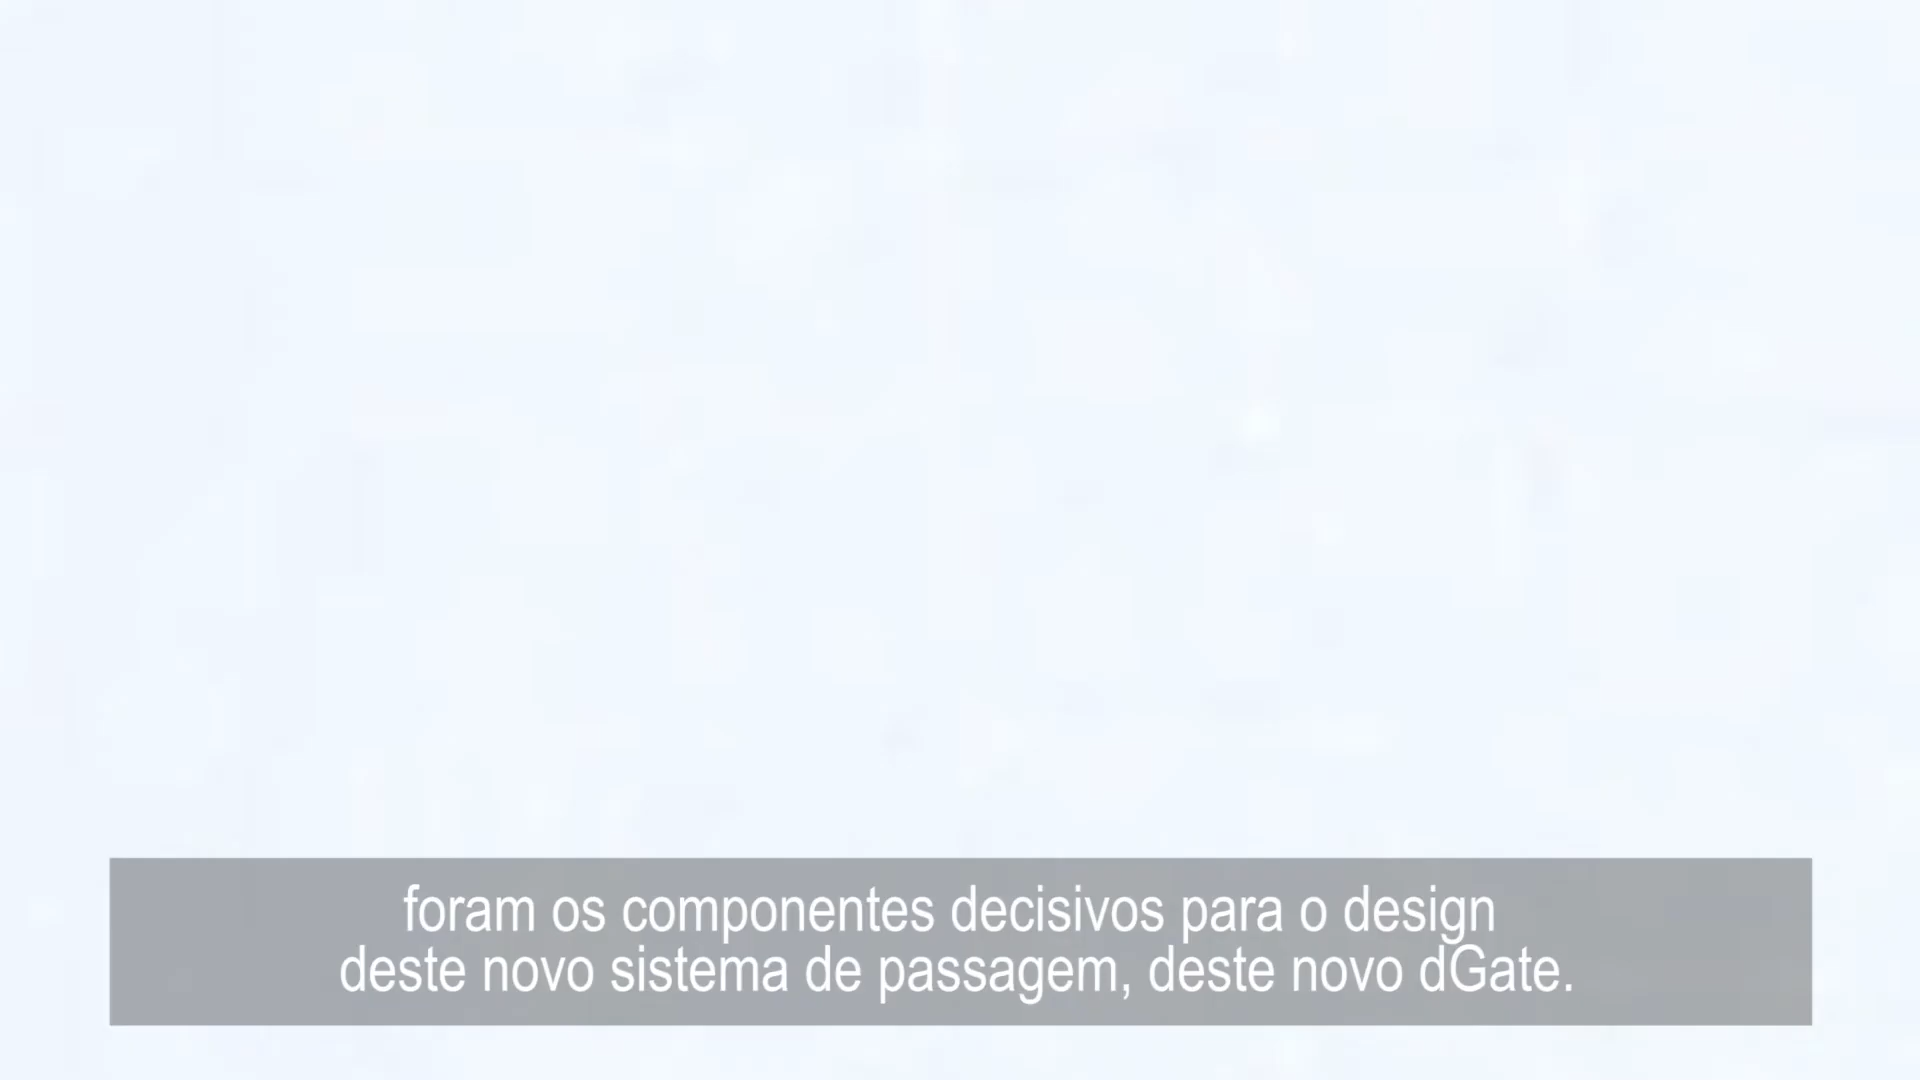 foram os componentes decisivos para o design
deste novo sistema de passagem, deste novo dGate.